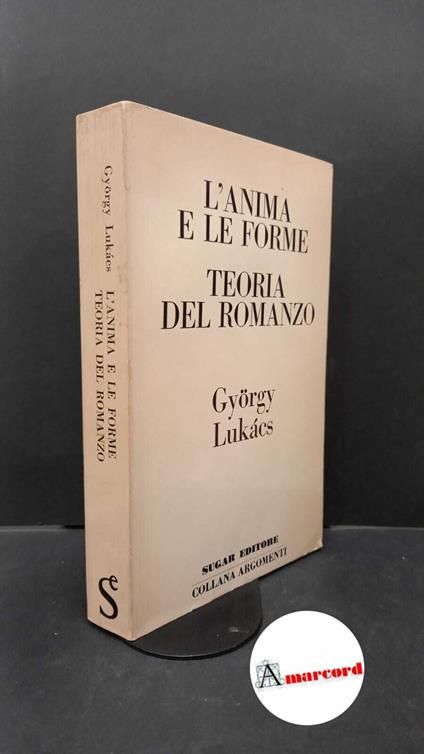 György Lukács
L'ANIMA E LE FORME
TEORIA DEL ROMANZO
L'ANIMA
E LE FORME
TEORIA
DEL ROMANZO
György
Lukács
SUGAR EDITORE
COLLANA ARGOMENTI
Amarcord